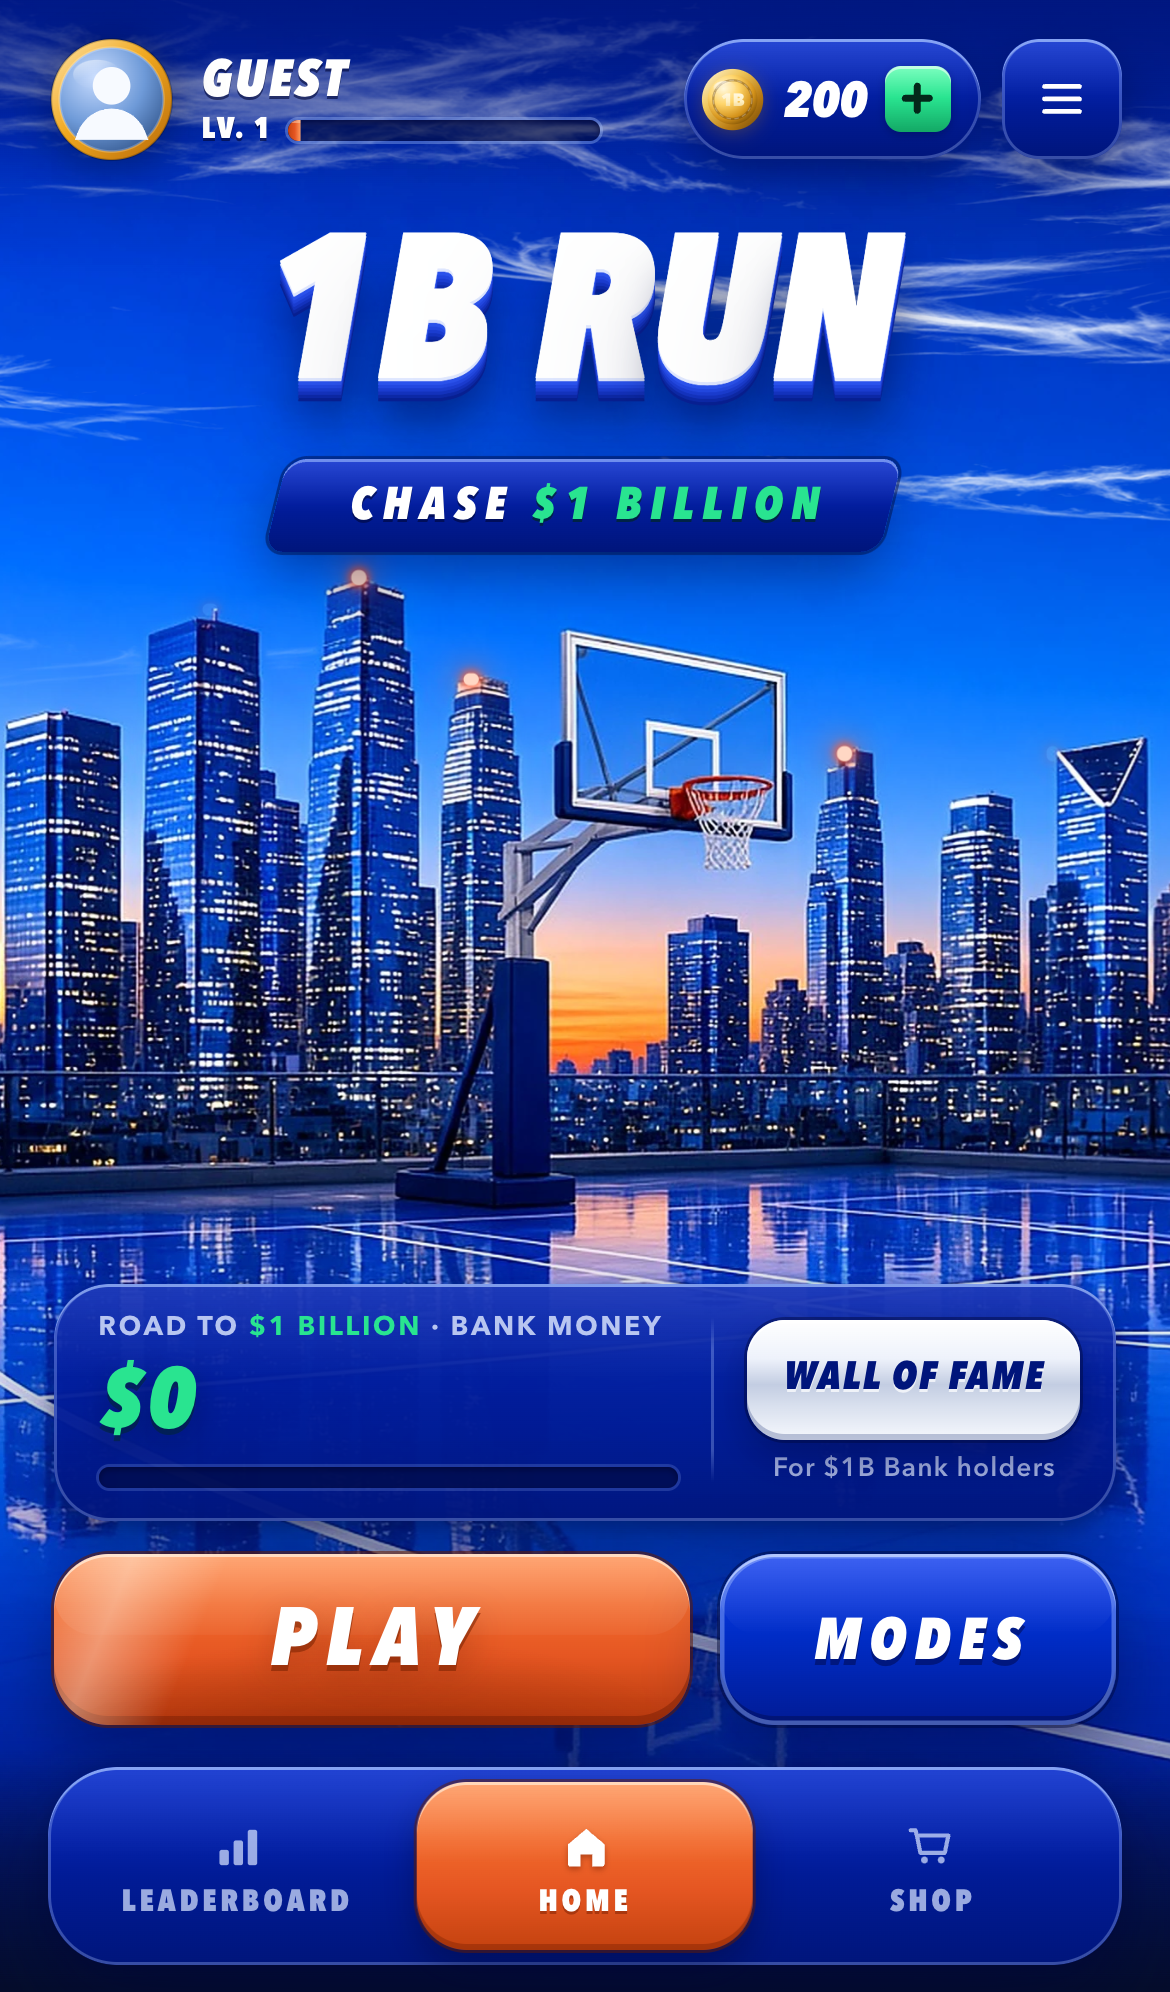 GUEST
LV. 1
1B
200
1B RUN
CHASE $1 BILLION
ROAD TO $1 BILLION · BANK MONEY
$0
WALL OF FAME
For $1B Bank holders
PLAY
MODES
LEADERBOARD
HOME
SHOP